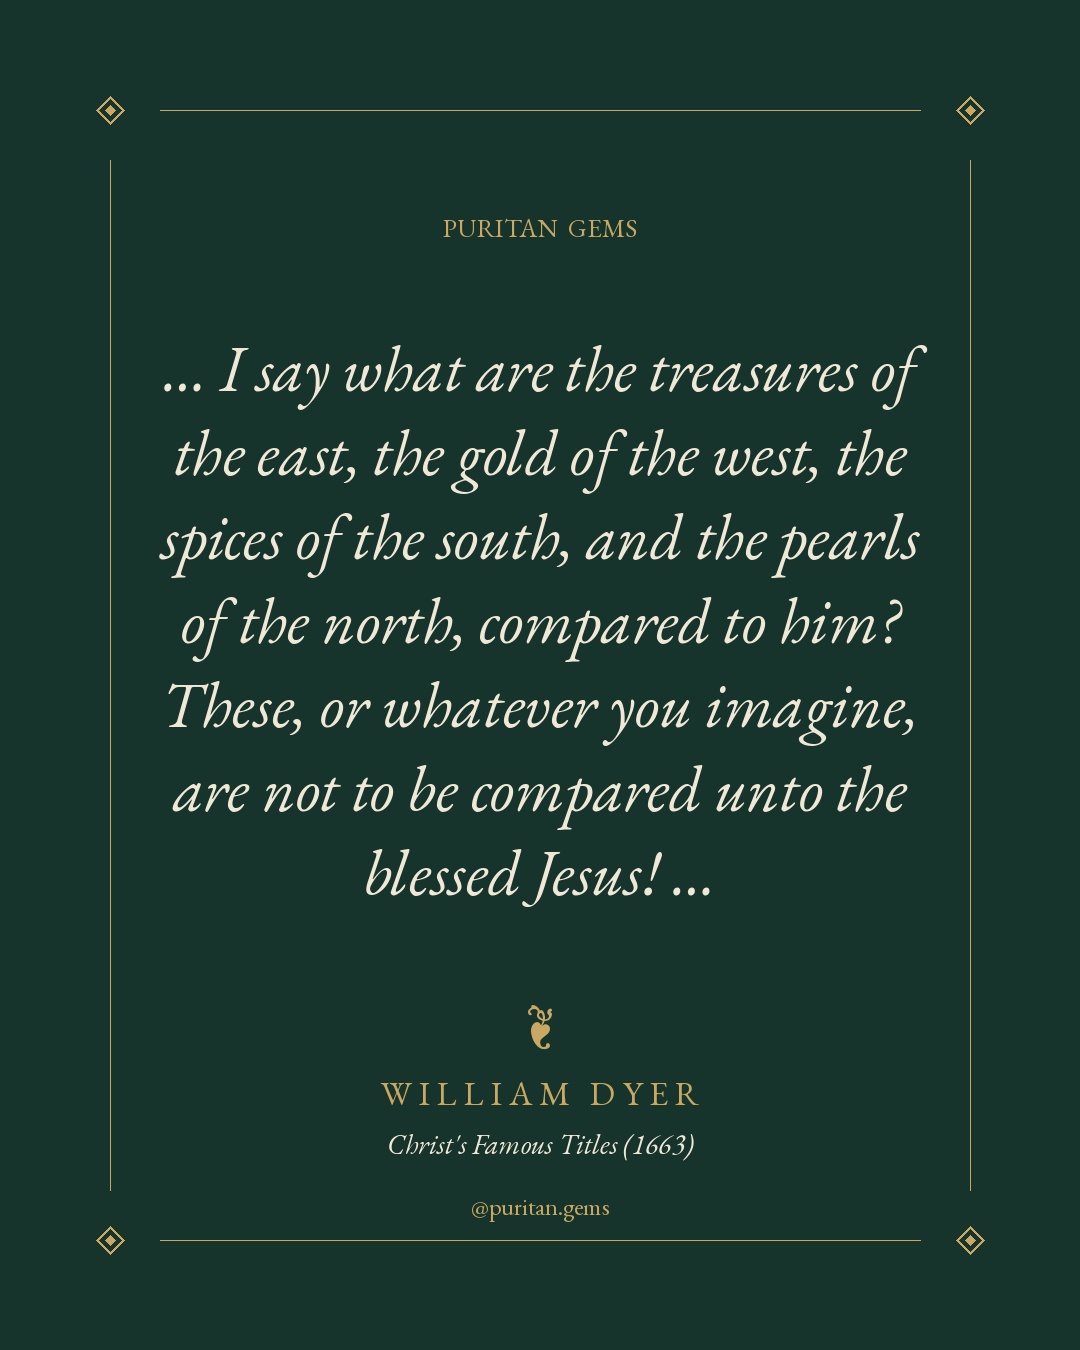 PURITAN GEMS
... I say what are the treasures of
the east, the gold of the west, the
spices of the south, and the pearls
of the north, compared to him?
These, or whatever you imagine,
are not to be compared unto the
blessed Jesus! ...
WILLIAM DYER
Christ's Famous Titles (1663)
@puritan.gems